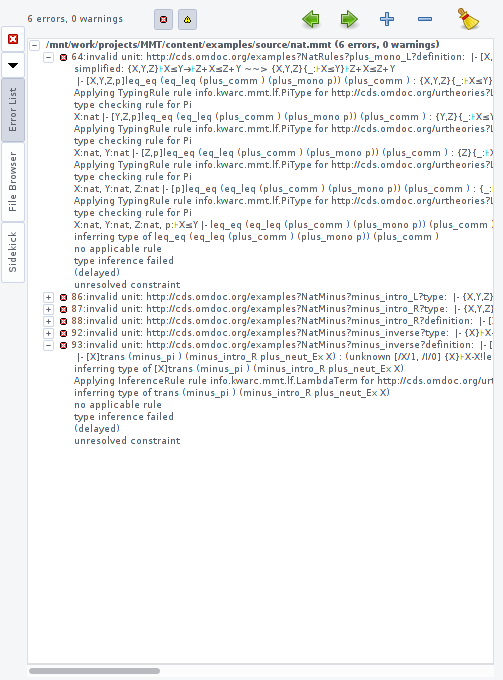 6 errors, 0 warnings
/mnt/work/projects/MMT/content/examples/source/nat.mmt (6 errors, 0 warnings)
64:invalid unit: http://cds.omdoc.org/examples?NatRules?plus_mono_L?definition: |- [X,
simplified: {X,Y,Z}⊦X≤Y→⊦Z+X≤Z+Y ~~> {X,Y,Z}{_:⊦X≤Y}⊦Z+X≤Z+Y
|- [X,Y,Z,p]leq_eq (eq_leq (plus_comm ) (plus_mono p)) (plus_comm ) : {X,Y,Z}{_:⊦X≤Y}
Applying TypingRule rule info.kwarc.mmt.lf.PiType for http://cds.omdoc.org/urtheories?L
type checking rule for Pi
X:nat |- [Y,Z,p]leq_eq (eq_leq (plus_comm ) (plus_mono p)) (plus_comm ) : {Y,Z}{_:⊦X≤Y
Applying TypingRule rule info.kwarc.mmt.lf.PiType for http://cds.omdoc.org/urtheories?L
type checking rule for Pi
X:nat, Y:nat |- [Z,p]leq_eq (eq_leq (plus_comm ) (plus_mono p)) (plus_comm ) : {Z}{_:⊦X
Applying TypingRule rule info.kwarc.mmt.lf.PiType for http://cds.omdoc.org/urtheories?L
type checking rule for Pi
X:nat, Y:nat, Z:nat |- [p]leq_eq (eq_leq (plus_comm ) (plus_mono p)) (plus_comm ) : {_:
Applying TypingRule rule info.kwarc.mmt.lf.PiType for http://cds.omdoc.org/urtheories?L
type checking rule for Pi
X:nat, Y:nat, Z:nat, p:⊦X≤Y |- leq_eq (eq_leq (plus_comm ) (plus_mono p)) (plus_comm )
inferring type of leq_eq (eq_leq (plus_comm ) (plus_mono p)) (plus_comm )
no applicable rule
type inference failed
(delayed)
unresolved constraint
86:invalid unit: http://cds.omdoc.org/examples?NatMinus?minus_intro_L?type: |- {X,Y,Z}
87:invalid unit: http://cds.omdoc.org/examples?NatMinus?minus_intro_R?type: |- {X,Y,Z}
88:invalid unit: http://cds.omdoc.org/examples?NatMinus?minus_intro_R?definition: |- [X
92:invalid unit: http://cds.omdoc.org/examples?NatMinus?minus_inverse?type: |- {X}⊦X
93:invalid unit: http://cds.omdoc.org/examples?NatMinus?minus_inverse?definition: |- [
|- [X]trans (minus_pi ) (minus_intro_R plus_neut_Ex X) : (unknown [/X/1, /I/0] {X}⊦X-X!le
inferring type of [X]trans (minus_pi ) (minus_intro_R plus_neut_Ex X)
Applying InferenceRule rule info.kwarc.mmt.lf.LambdaTerm for http://cds.omdoc.org/urt
inferring type of trans (minus_pi ) (minus_intro_R plus_neut_Ex X)
no applicable rule
type inference failed
(delayed)
unresolved constraint
Error List
File Browser
Sidekick